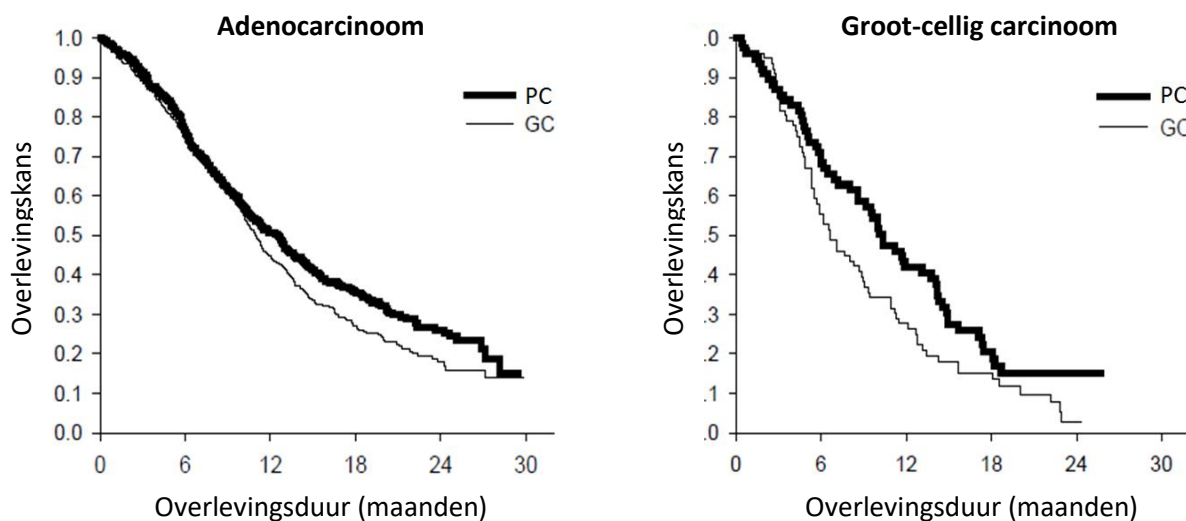 Adenocarcinoom
1.0
0.9
0.8
0.7
0.6
0.5
0.4
0.3
0.2
0.1
0.0
Overlevingskans
PC
GC
0 6 12 18 24 30
Overlevingsduur (maanden)
Groot-cellig carcinoom
.0
.9
.8
.7
.6
.5
.4
.3
.2
.1
.0
Overlevingskans
PC
GC
0 6 12 18 24 30
Overlevingsduur (maanden)